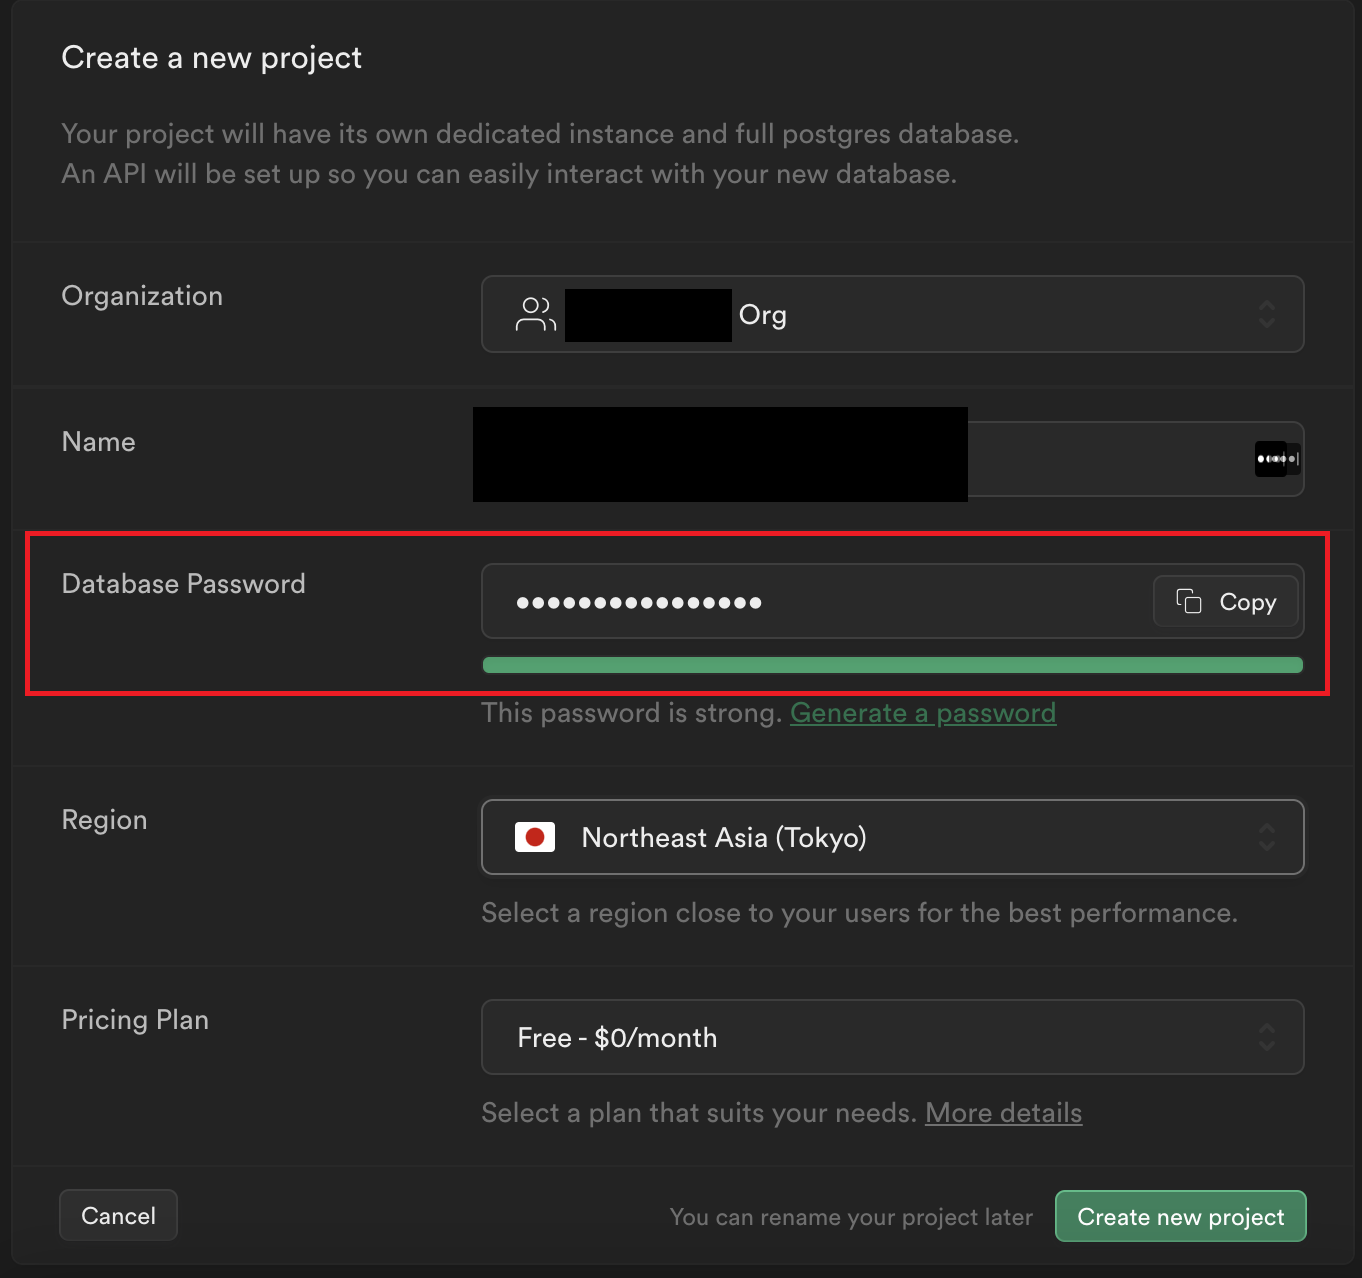 Create a new project
Your project will have its own dedicated instance and full postgres database.
An API will be set up so you can easily interact with your new database.
Organization
Org
Name
Database Password
••••••••••••••••
Copy
This password is strong. Generate a password
Region
Northeast Asia (Tokyo)
Select a region close to your users for the best performance.
Pricing Plan
Free - $0/month
Select a plan that suits your needs. More details
Cancel
You can rename your project later
Create new project